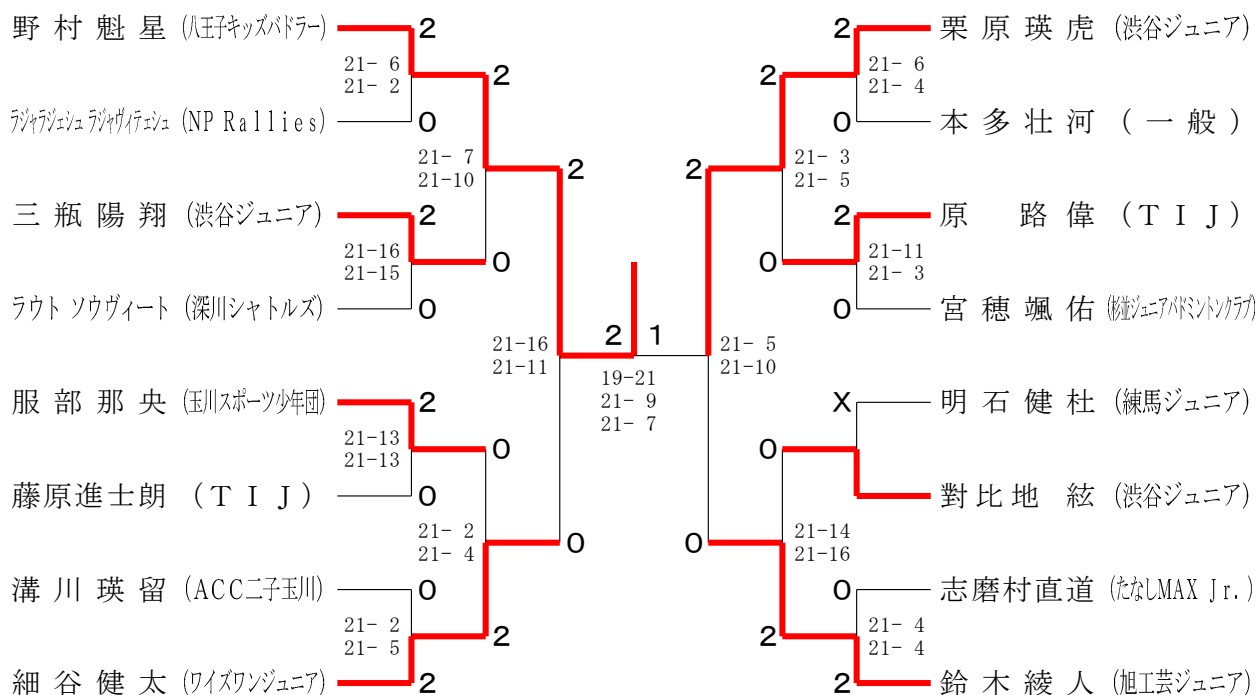 野村魁星 (八王子キッズバドラー) 2
21- 6
21- 2
2
ラジャラジェシュ ラジャヴィテェシュ (NP Rallies) 0
21- 7
21-10
2
三瓶陽翔 (渋谷ジュニア) 2
21-16
21-15
0
ラウト ソウヴィート (深川シャトルズ) 0
21-16
21-11
服部那央 (玉川スポーツ少年団) 2
21-13
21-13
0
藤原進士朗 (ＴＩＪ) 0
21- 2
21- 4
0
溝川瑛留 (ACC二子玉川) 0
21- 2
21- 5
2
細谷健太 (ワイズワンジュニア) 2
2 1
19-21
21- 9
21- 7
2 栗原瑛虎 (渋谷ジュニア)
2
21- 6
21- 4
0 本多壮河 (一般)
2
21- 3
21- 5
2 原 路偉 (ＴＩＪ)
0
21-11
21- 3
0 宮穂颯佑 (杉並ジュニアバドミントンクラブ)
21- 5
21-10
X 明石健杜 (練馬ジュニア)
0
對比地 絃 (渋谷ジュニア)
0
21-14
21-16
0 志磨村直道 (たなしMAX Jr.)
2
21- 4
21- 4
2 鈴木綾人 (旭工芸ジュニア)